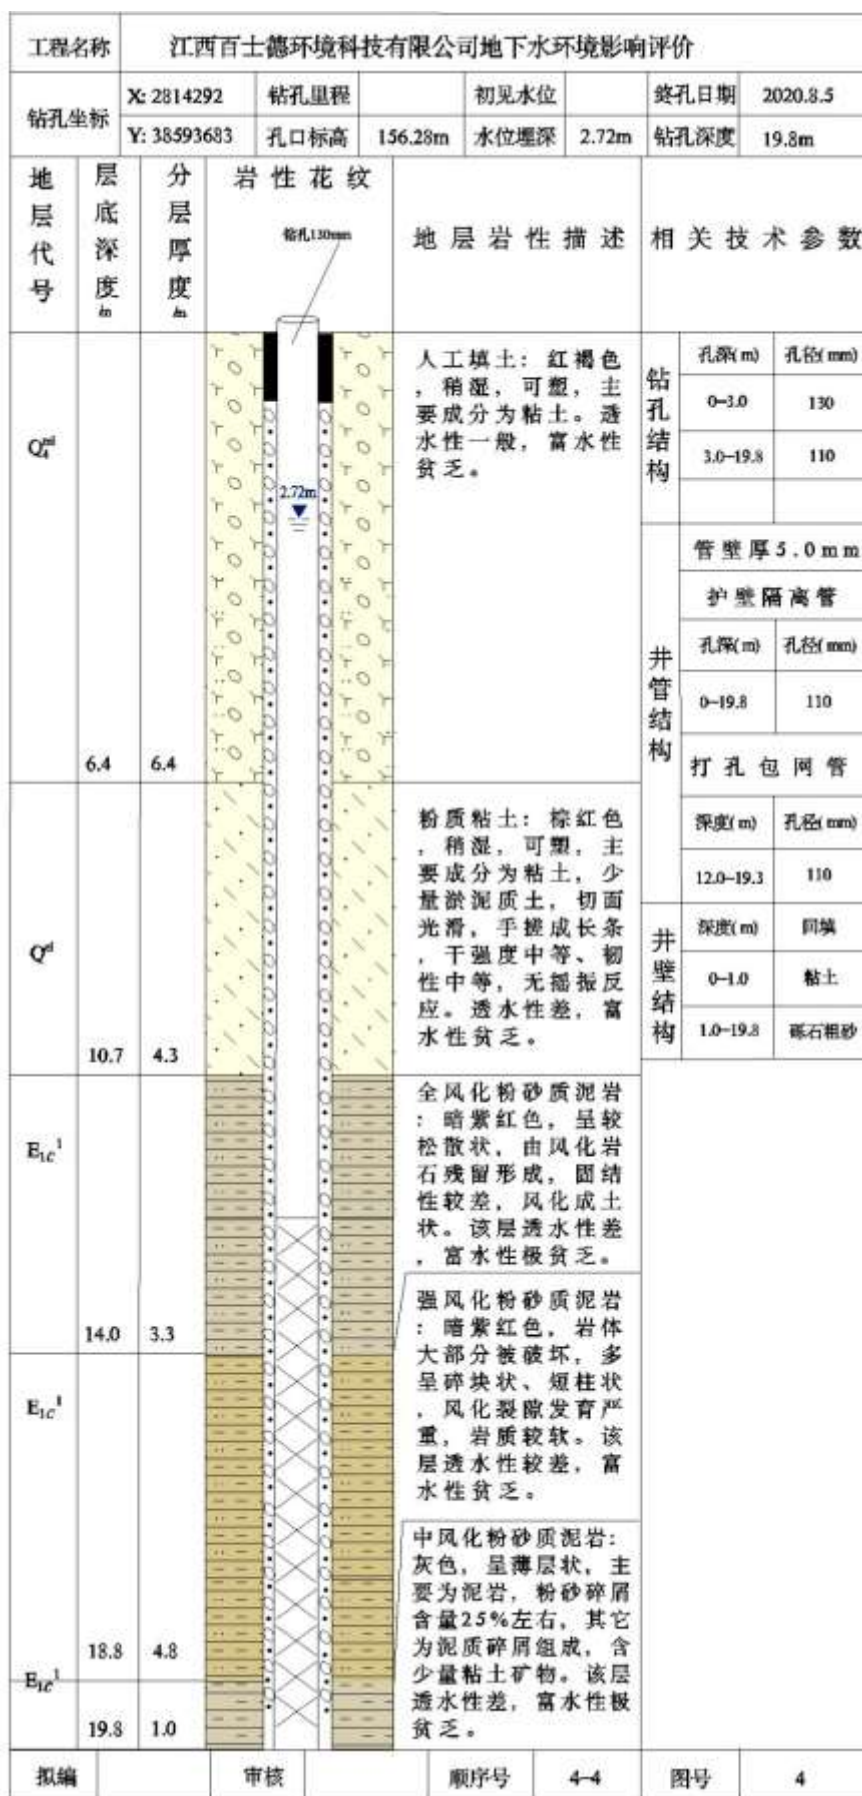 工程名称 江西百士德环境科技有限公司地下水环境影响评价
钻孔坐标 X: 2814292 钻孔里程 初见水位 终孔日期 2020.8.5
Y: 38593683 孔口标高 156.28m 水位埋深 2.72m 钻孔深度 19.8m
地层代号 层底深度m 分层厚度m 岩性花纹 地层岩性描述 相关技术参数
钻孔130mm
人工填土：红褐色
，稍湿，可塑，主
要成分为粘土。透
水性一般，富水性
贫乏。
Q₄ᵐˡ
2.72m
6.4 6.4
粉质粘土：棕红色
，稍湿，可塑，主
要成分为粘土，少
量淤泥质土，切面
光滑，手搓成长条
，干强度中等、韧
性中等，无摇振反
应。透水性差，富
水性贫乏。
Qᵉˡ
10.7 4.3
全风化粉砂质泥岩
：暗紫红色，呈较
松散状，由风化岩
石残留形成，固结
性较差，风化成土
状。该层透水性差
，富水性极贫乏。
E1C¹
14.0 3.3
强风化粉砂质泥岩
：暗紫红色，岩体
大部分被破坏，多
呈碎块状、短柱状
，风化裂隙发育严
重，岩质较软。该
层透水性较差，富
水性贫乏。
E1C¹
18.8 4.8
中风化粉砂质泥岩：
灰色，呈薄层状，主
要为泥岩，粉砂碎屑
含量25%左右，其它
为泥质碎屑组成，含
少量粘土矿物。该层
透水性差，富水性极
贫乏。
E1C¹
19.8 1.0
钻孔结构
孔深(m) 孔径(mm)
0-3.0 130
3.0-19.8 110
井管结构
管壁厚5.0mm
护壁隔离管
孔深(m) 孔径(mm)
0-19.8 110
打孔包网管
深度(m) 孔径(mm)
12.0-19.3 110
井壁结构
深度(m) 回填
0-1.0 粘土
1.0-19.8 砾石粗砂
拟编 审核 顺序号 4-4 图号 4